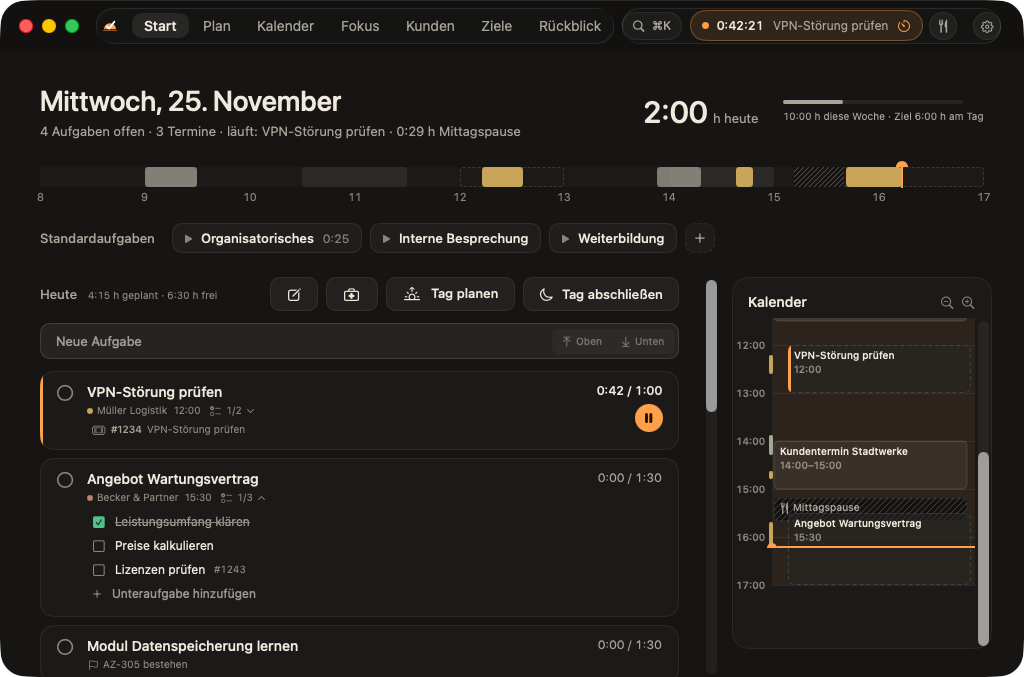 Start Plan Kalender Fokus Kunden Ziele Rückblick ⌘K 0:42:21 VPN-Störung prüfen
Mittwoch, 25. November
4 Aufgaben offen · 3 Termine · läuft: VPN-Störung prüfen · 0:29 h Mittagspause
2:00 h heute
10:00 h diese Woche · Ziel 6:00 h am Tag
8 9 10 11 12 13 14 15 16 17
Standardaufgaben Organisatorisches 0:25 Interne Besprechung Weiterbildung +
Heute 4:15 h geplant · 6:30 h frei Tag planen Tag abschließen
Neue Aufgabe Oben Unten
VPN-Störung prüfen 0:42 / 1:00
Müller Logistik 12:00 1/2
#1234 VPN-Störung prüfen
Angebot Wartungsvertrag 0:00 / 1:30
Becker & Partner 15:30 1/3
Leistungsumfang klären
Preise kalkulieren
Lizenzen prüfen #1243
+ Unteraufgabe hinzufügen
Modul Datenspeicherung lernen 0:00 / 1:30
AZ-305 bestehen
Kalender
12:00
VPN-Störung prüfen
12:00
13:00
14:00
Kundentermin Stadtwerke
14:00–15:00
15:00
Mittagspause
Angebot Wartungsvertrag
15:30
16:00
17:00